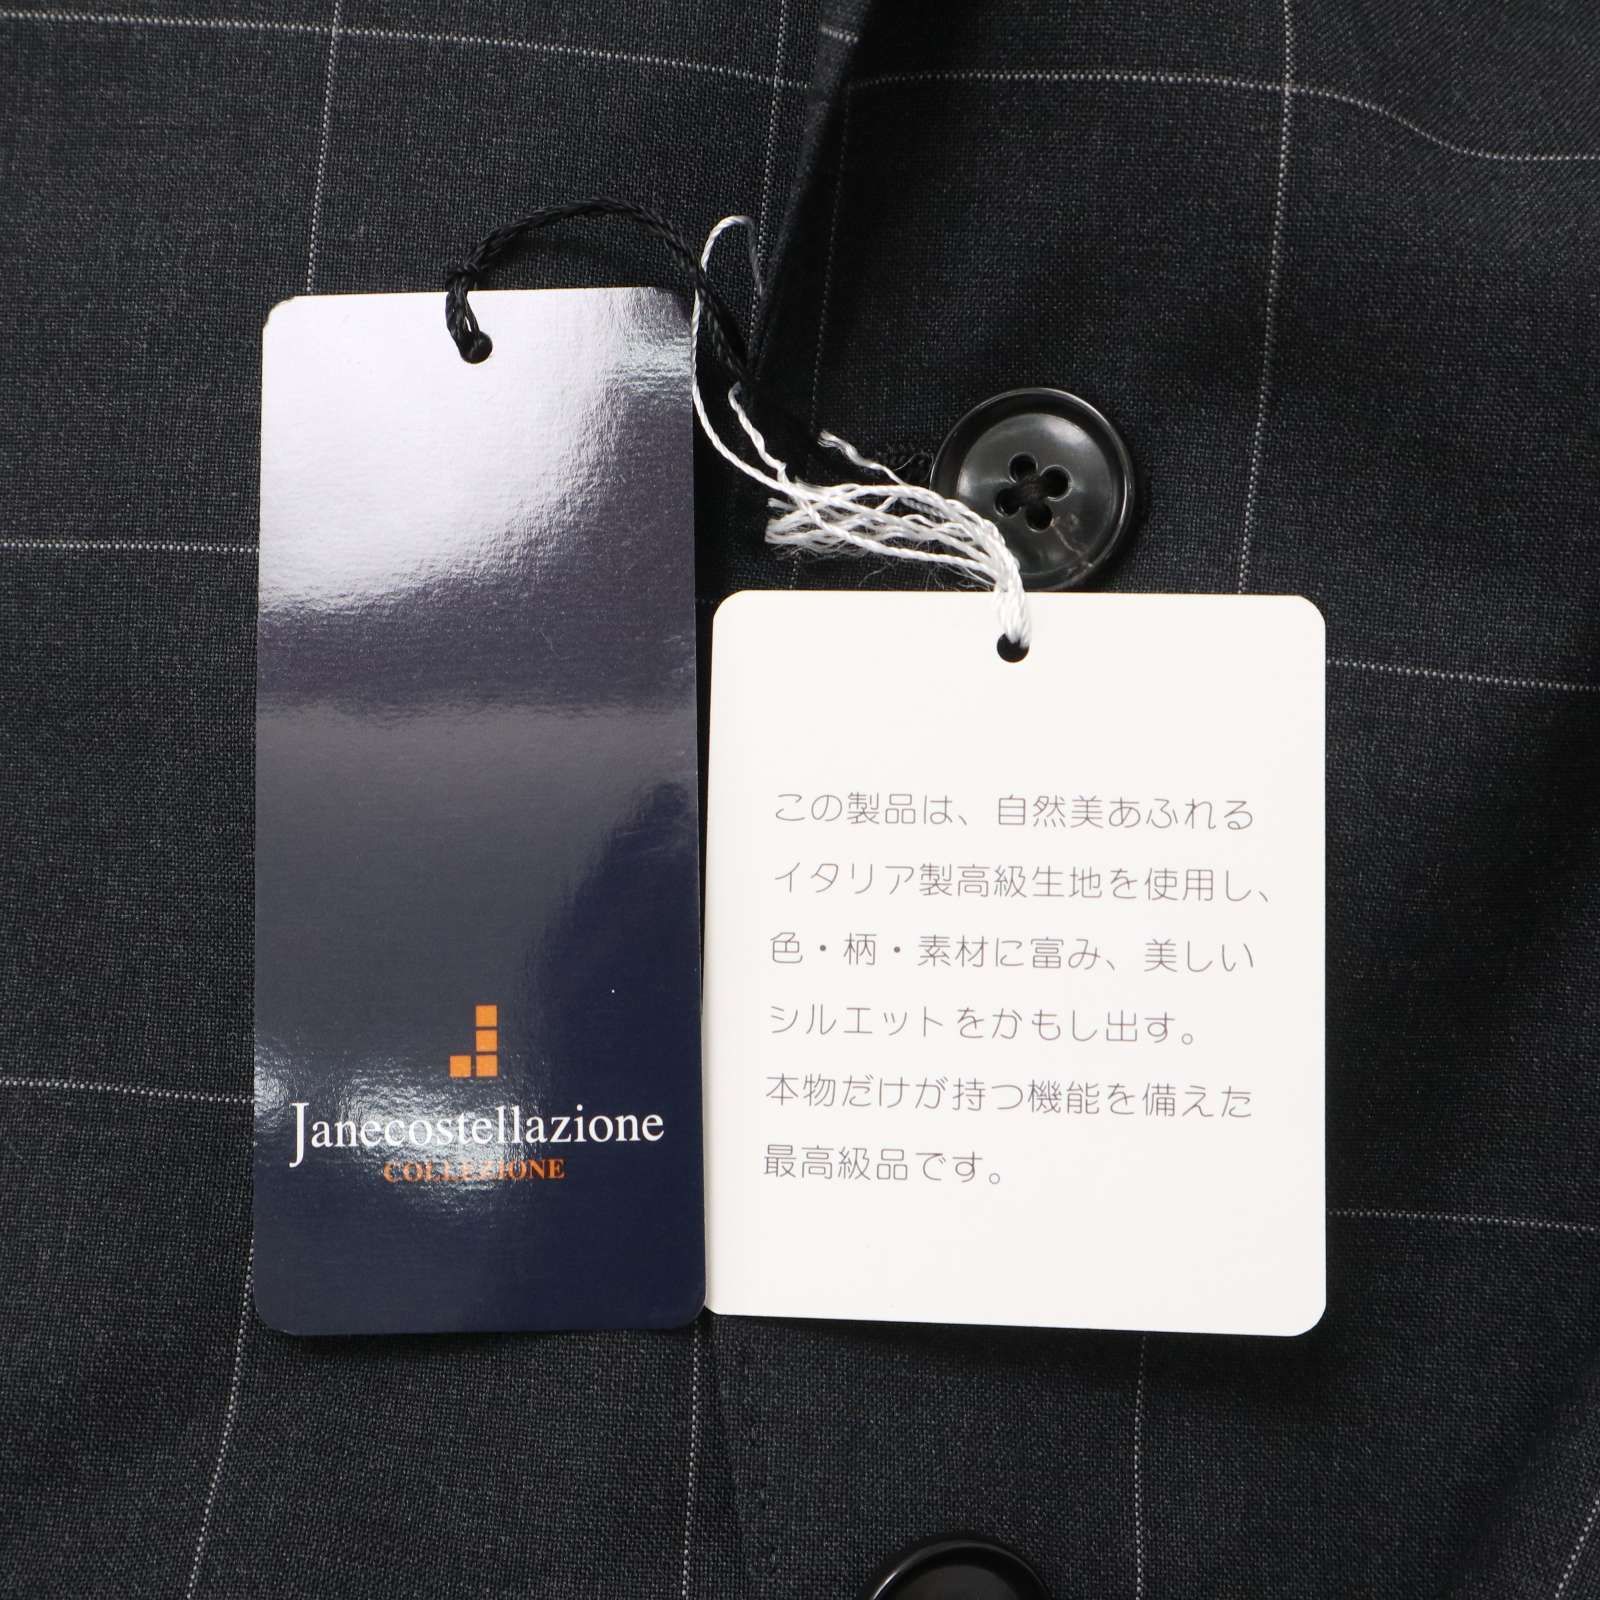 Janecostellazione
COLLEZIONE
この製品は、自然美あふれる
イタリア製高級生地を使用し、
色・柄・素材に富み、美しい
シルエットをかもし出す。
本物だけが持つ機能を備えた
最高級品です。